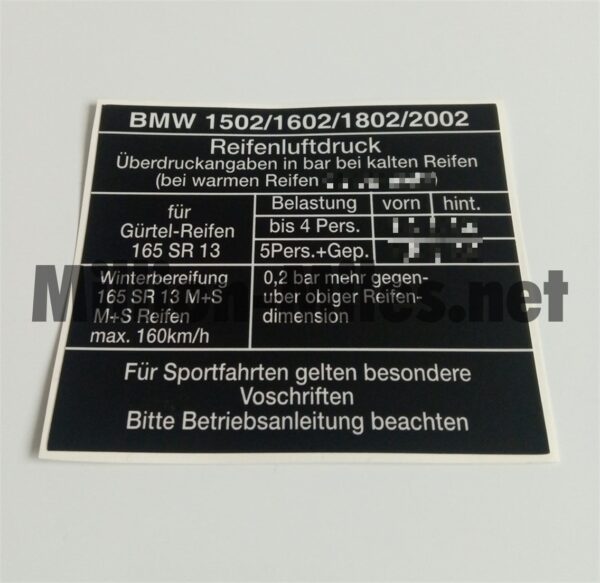 BMW 1502/1602/1802/2002
Reifenluftdruck
Überdruckangaben in bar bei kalten Reifen
(bei warmen Reifen )
für
Gürtel-Reifen
165 SR 13
Belastung vorn hint.
bis 4 Pers.
5Pers.+Gep.
Winterbereifung
165 SR 13 M+S
M+S Reifen
max. 160km/h
0,2 bar mehr gegen-
uber obiger Reifen-
dimension
Für Sportfahrten gelten besondere
Voschriften
Bitte Betriebsanleitung beachten